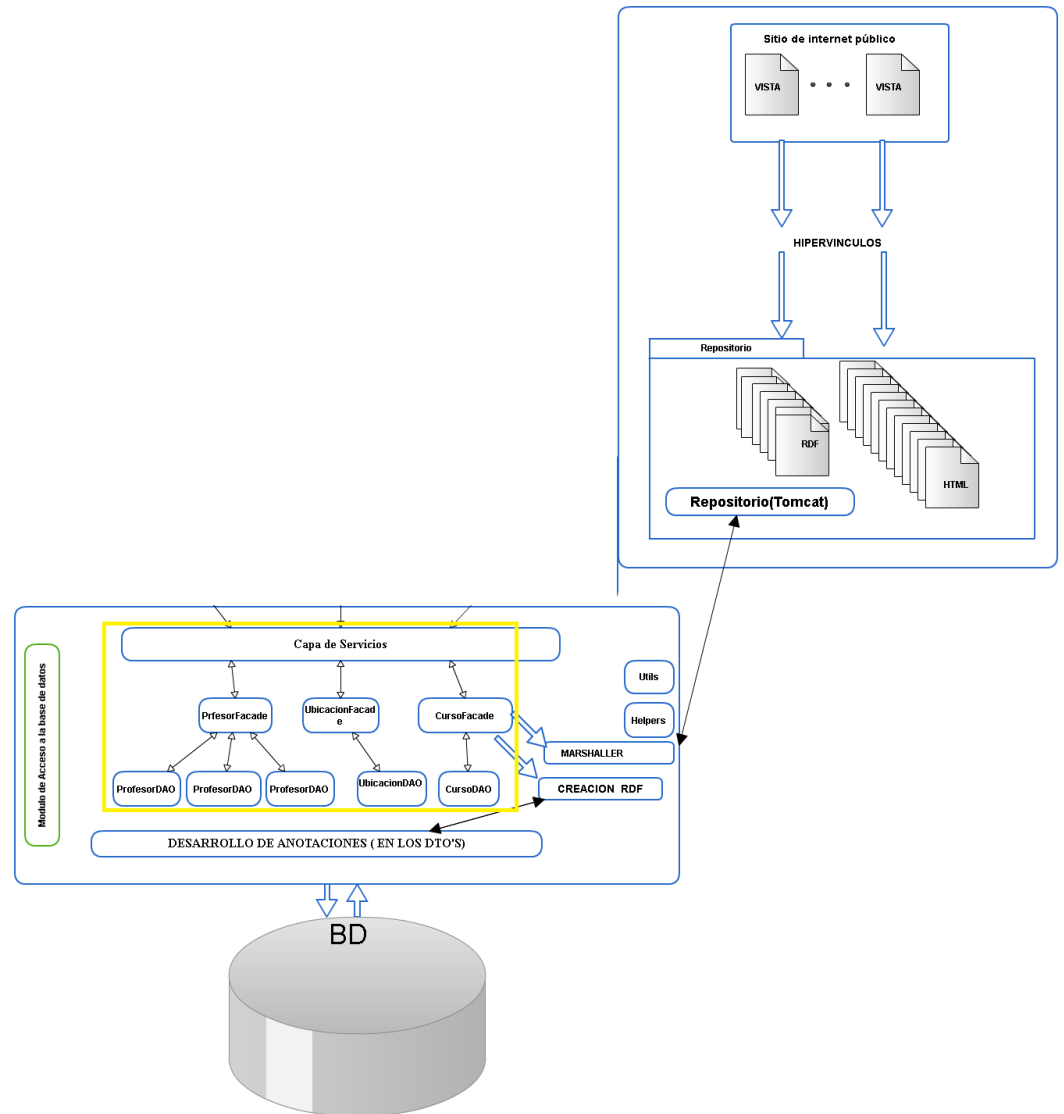 Sitio de internet público
VISTA
VISTA
HIPERVINCULOS
Repositorio
RDF
HTML
Repositorio(Tomcat)
Modulo de Acceso a la base de datos
Capa de Servicios
Utils
PrfesorFacade
UbicacionFacad
e
CursoFacade
Helpers
MARSHALLER
ProfesorDAO
ProfesorDAO
ProfesorDAO
UbicacionDAO
CursoDAO
CREACION RDF
DESARROLLO DE ANOTACIONES ( EN LOS DTO'S)
BD